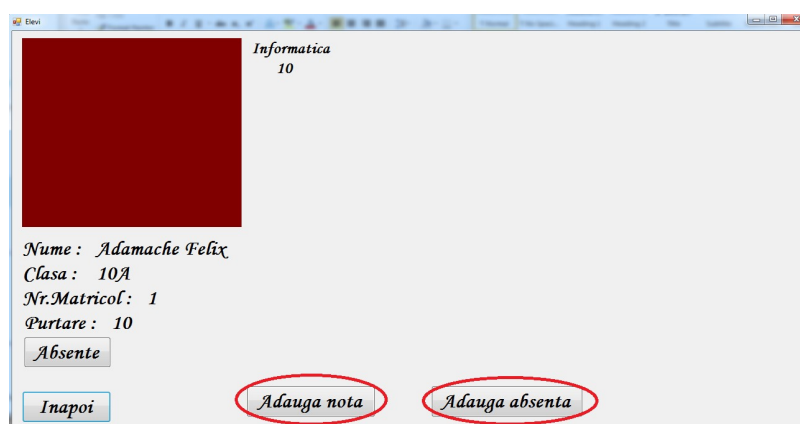 Elevi
Informatica
10
Nume : Adamache Felix
Clasa : 10A
Nr.Matricol : 1
Purtare : 10
Absente
Inapoi
Adauga nota
Adauga absenta